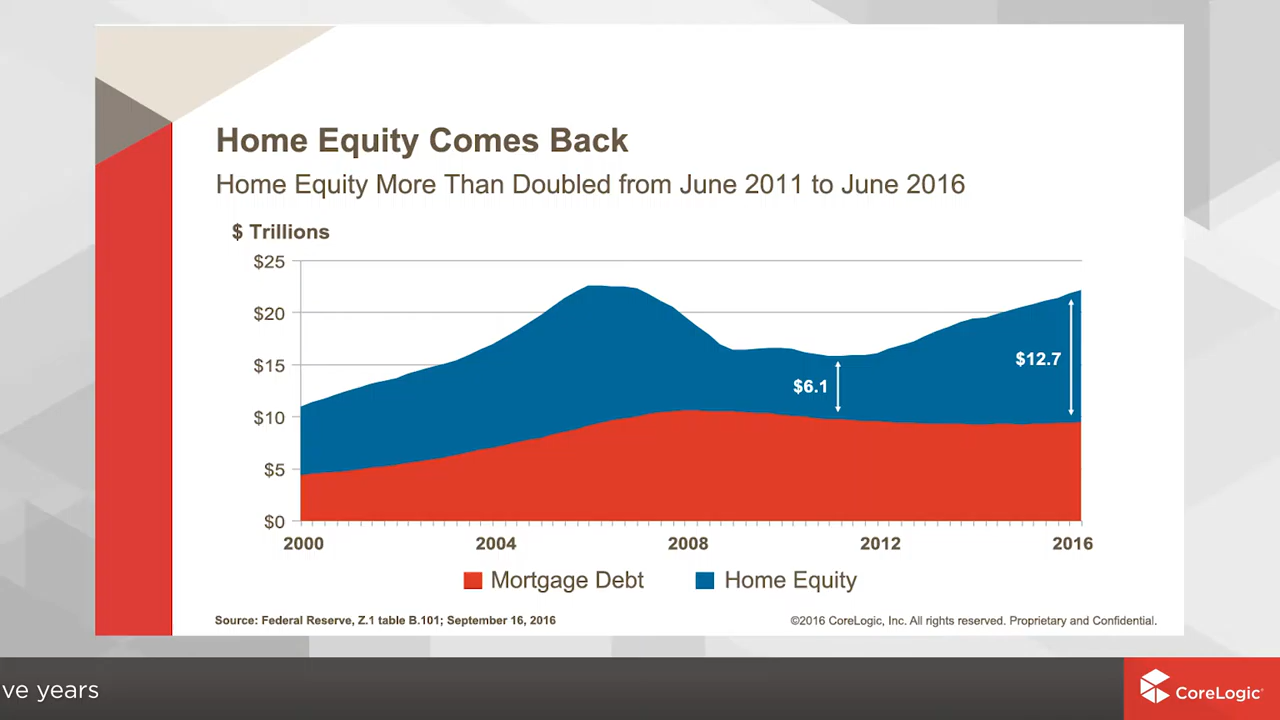 Home Equity Comes Back
Home Equity More Than Doubled from June 2011 to June 2016
$ Trillions
$25
$20
$15
$10
$5
$0
$6.1
$12.7
2000 2004 2008 2012 2016
Mortgage Debt Home Equity
Source: Federal Reserve, Z.1 table B.101; September 16, 2016
©2016 CoreLogic, Inc. All rights reserved. Proprietary and Confidential.
ve years
CoreLogic